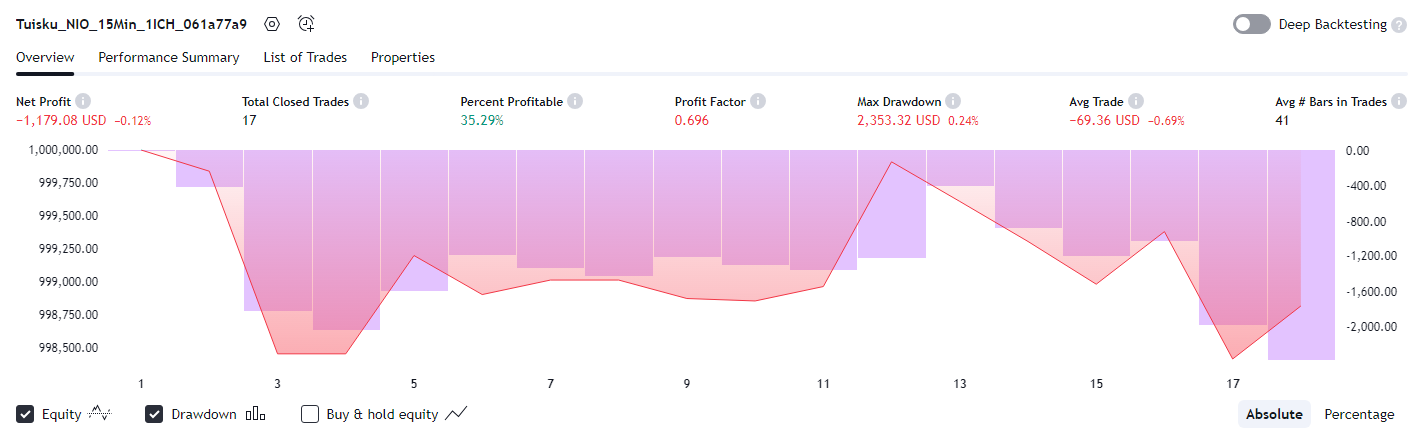 Tuisku_NIO_15Min_1ICH_061a77a9
Deep Backtesting ?
Overview Performance Summary List of Trades Properties
Net Profit i Total Closed Trades i Percent Profitable i Profit Factor i Max Drawdown i Avg Trade i Avg # Bars in Trades i
−1,179.08 USD −0.12% 17 35.29% 0.696 2,353.32 USD 0.24% −69.36 USD −0.69% 41
1,000,000.00 0.00
999,750.00 -400.00
999,500.00 -800.00
999,250.00 -1,200.00
999,000.00 -1,600.00
998,750.00 -2,000.00
998,500.00
1 3 5 7 9 11 13 15 17
Equity Drawdown Buy & hold equity Absolute Percentage